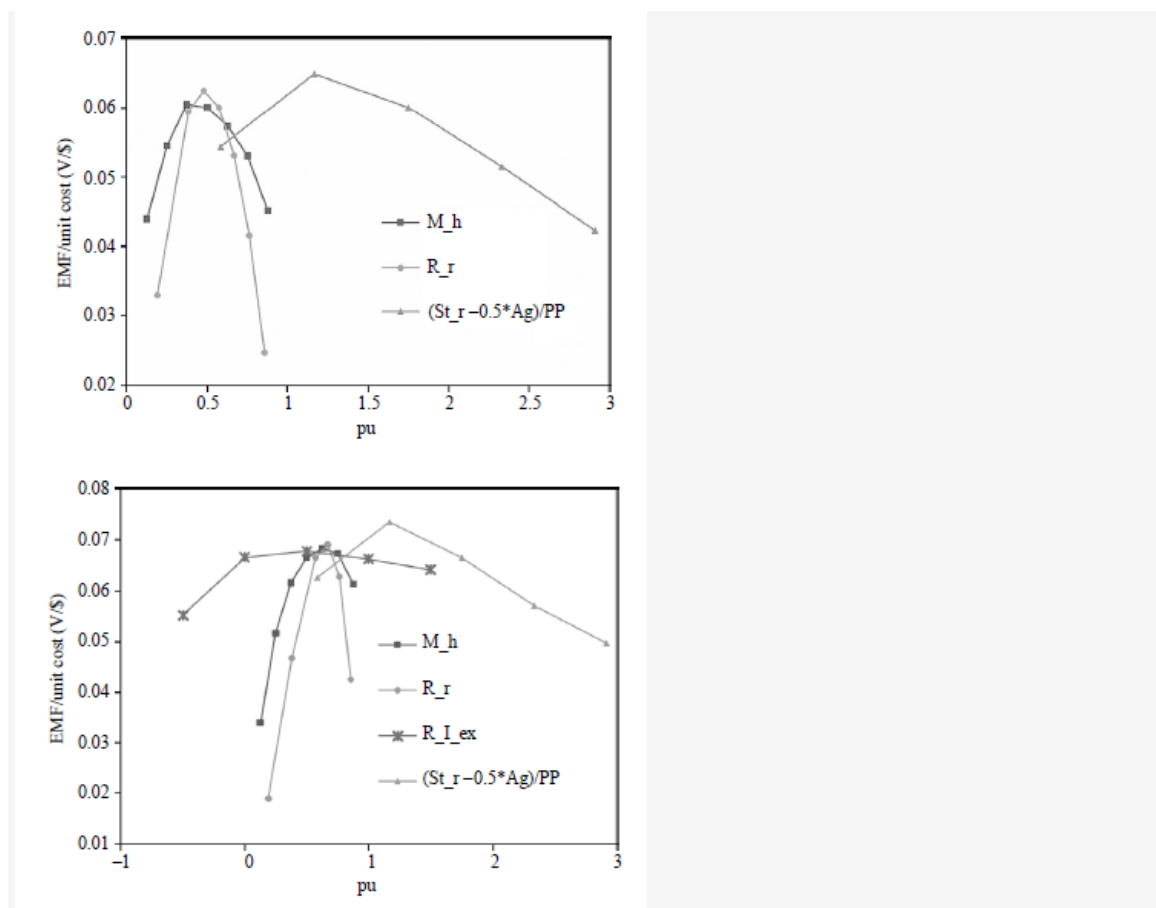 0.07
0.06
0.05
0.04
0.03
0.02
EMF/unit cost (V/$)
M_h
R_r
(St_r –0.5*Ag)/PP
0 0.5 1 1.5 2 2.5 3
pu
0.08
0.07
0.06
0.05
0.04
0.03
0.02
0.01
EMF/unit cost (V/$)
M_h
R_r
R_I_ex
(St_r –0.5*Ag)/PP
–1 0 1 2 3
pu